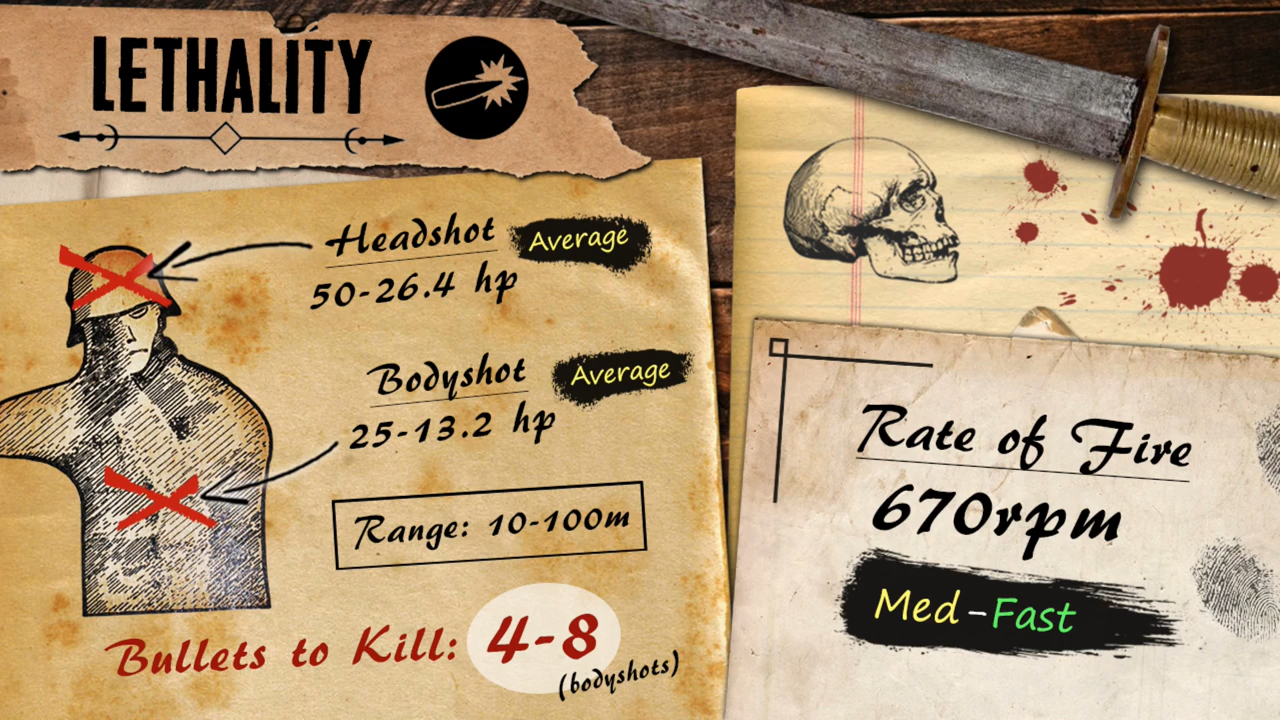 LETHALITY
Headshot Average
50-26.4 hp
Bodyshot Average
25-13.2 hp
Range: 10-100m
Bullets to Kill: 4-8
(bodyshots)
Rate of Fire
670rpm
Med-Fast